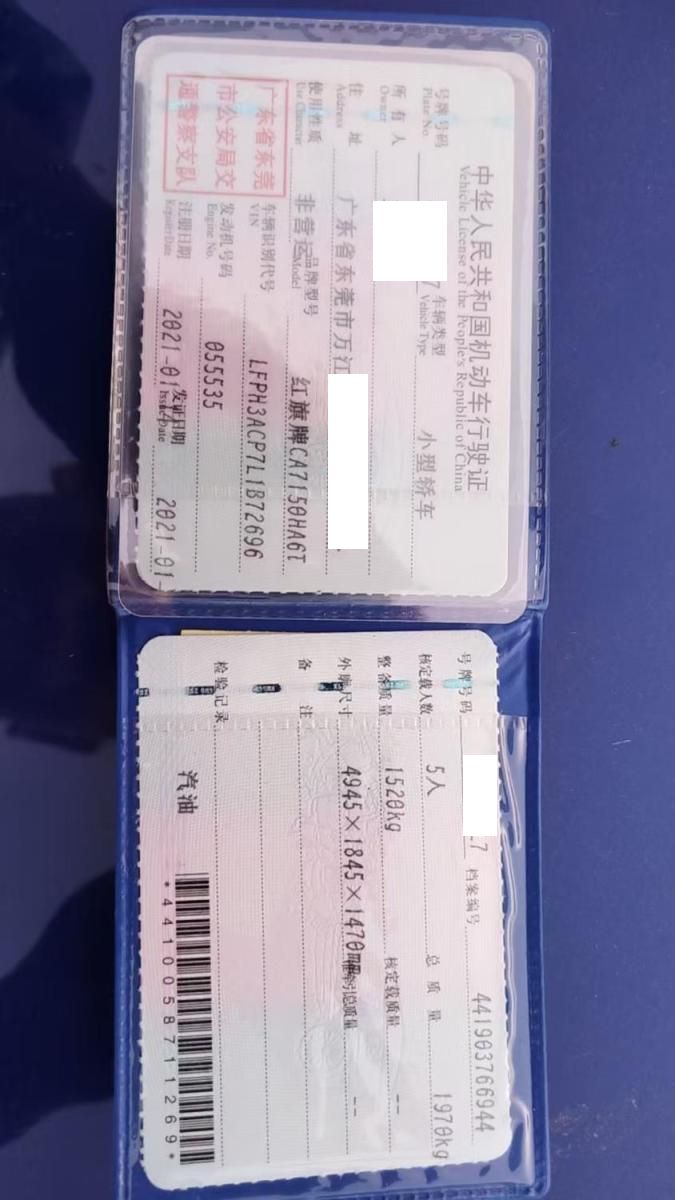 中华人民共和国机动车行驶证
Vehicle License of the People's Republic of China
号牌号码 7 车辆类型 小型轿车
Plate No. Vehicle Type
所有人
Owner
住址 广东省东莞市万江
Address
使用性质 非营运 品牌型号 红旗牌CA7150HA6T
Use Character Model
广东省东莞
市公安局交
通警察支队
车辆识别代号 LFPH3ACP7L1B72696
VIN
发动机号码 055535
Engine No.
注册日期 2021-01-14 发证日期 2021-01-
Register Date Issue Date
号牌号码 7 档案编号 441903766944
核定载人数 5人 总质量 1970kg
整备质量 1520kg 核定载质量 --
外廓尺寸 4945×1845×1470mm 牵引总质量 --
备注
检验记录
汽油
*4410058711269*